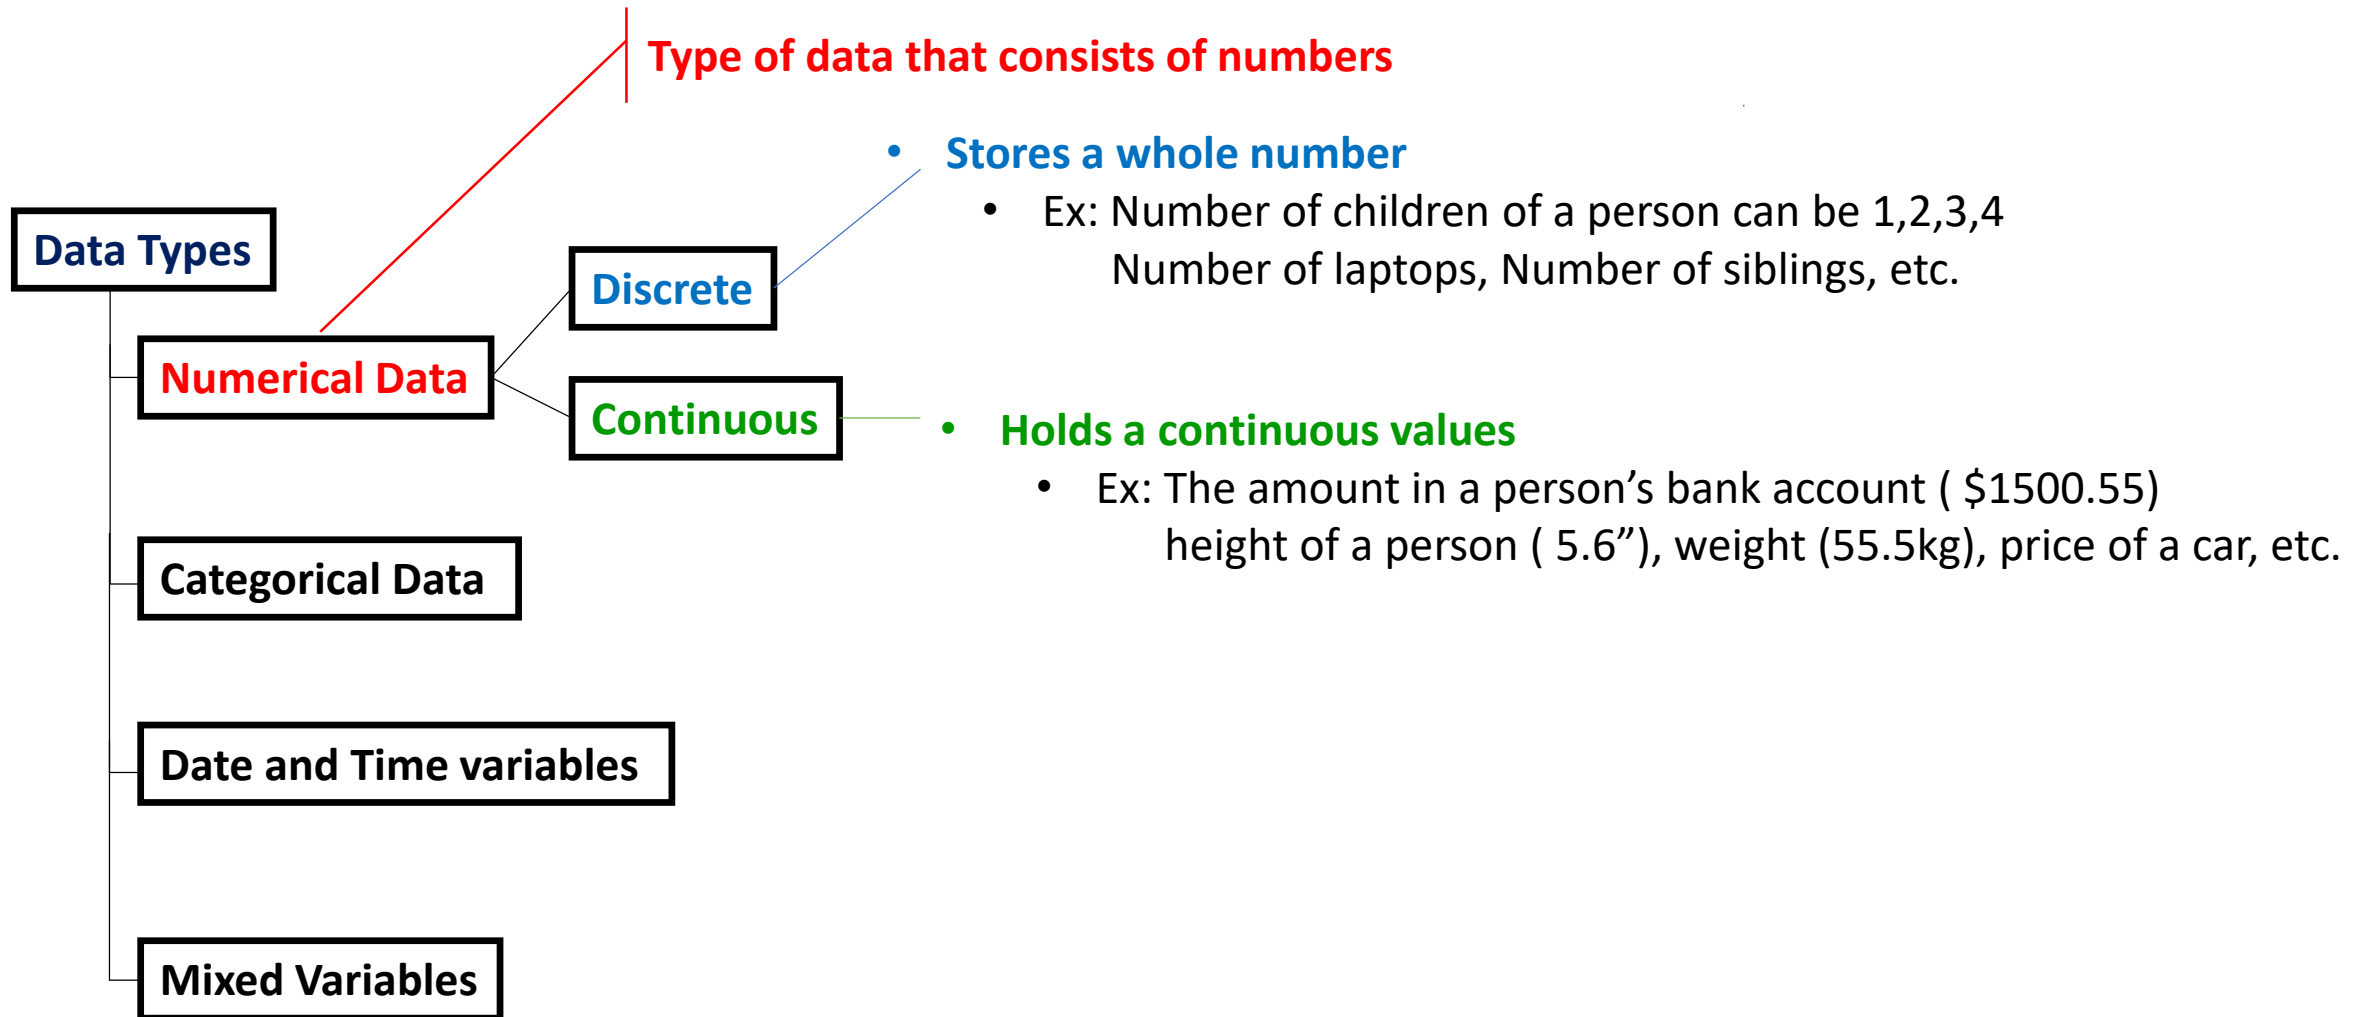 Type of data that consists of numbers
• Stores a whole number
• Ex: Number of children of a person can be 1,2,3,4
Number of laptops, Number of siblings, etc.
Data Types
Discrete
Numerical Data
Continuous
• Holds a continuous values
• Ex: The amount in a person’s bank account ( $1500.55)
height of a person ( 5.6”), weight (55.5kg), price of a car, etc.
Categorical Data
Date and Time variables
Mixed Variables